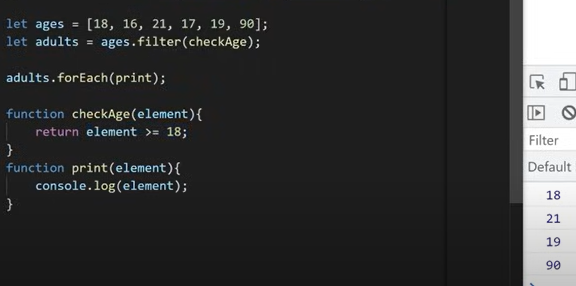 let ages = [18, 16, 21, 17, 19, 90];
let adults = ages.filter(checkAge);
adults.forEach(print);
function checkAge(element){
    return element >= 18;
}
function print(element){
    console.log(element);
}
Filter
Default
18
21
19
90